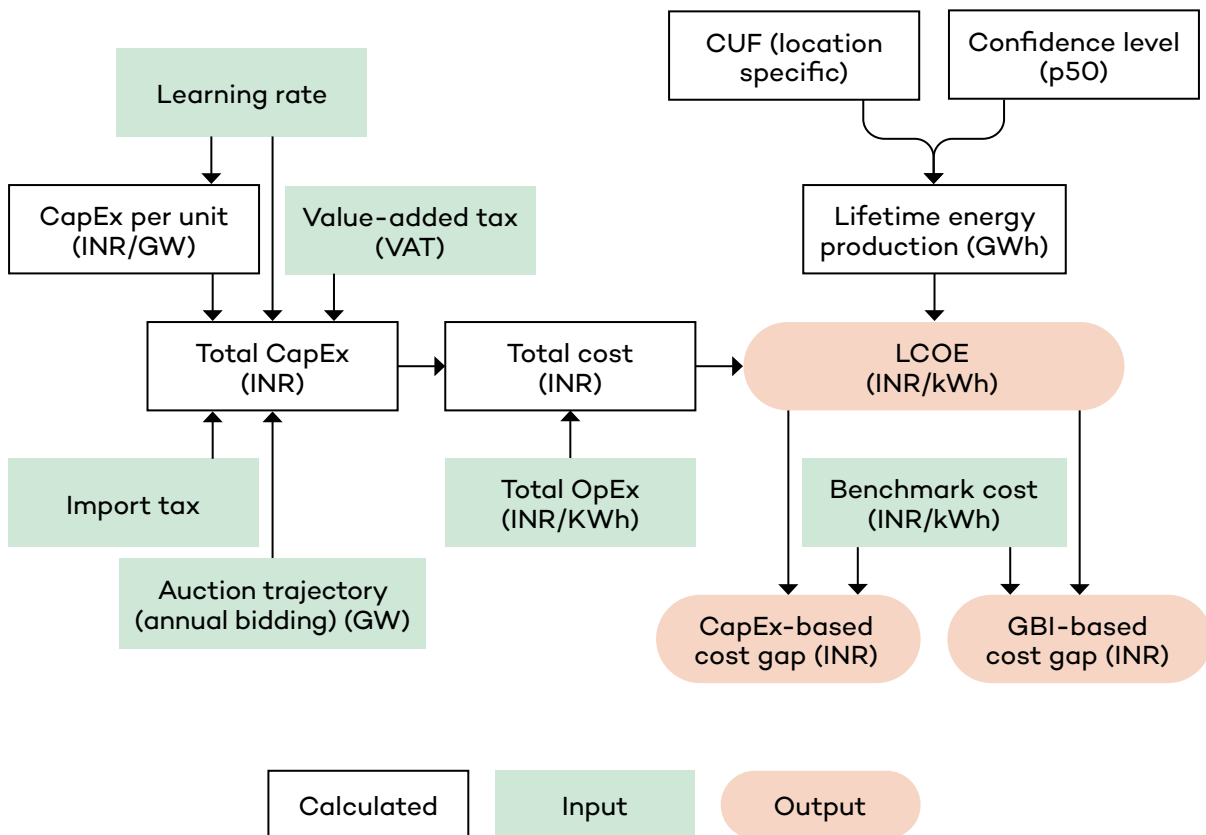 CUF (location
specific)
Confidence level
(p50)
Learning rate
CapEx per unit
(INR/GW)
Value-added tax
(VAT)
Lifetime energy
production (GWh)
Total CapEx
(INR)
Total cost
(INR)
LCOE
(INR/kWh)
Import tax
Total OpEx
(INR/KWh)
Benchmark cost
(INR/kWh)
Auction trajectory
(annual bidding) (GW)
CapEx-based
cost gap (INR)
GBI-based
cost gap (INR)
Calculated
Input
Output